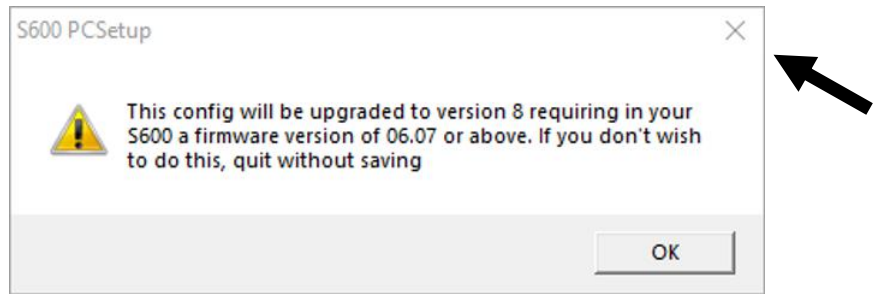 S600 PCSetup
This config will be upgraded to version 8 requiring in your
S600 a firmware version of 06.07 or above. If you don't wish
to do this, quit without saving
OK